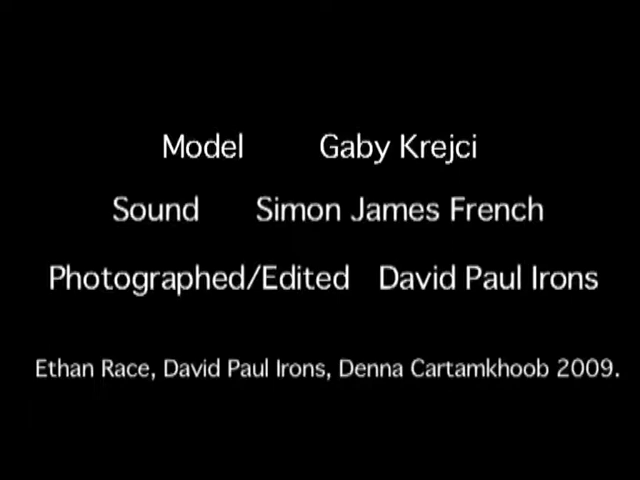 Model Gaby Krejci
Sound Simon James French
Photographed/Edited David Paul Irons
Ethan Race, David Paul Irons, Denna Cartamkhoob 2009.